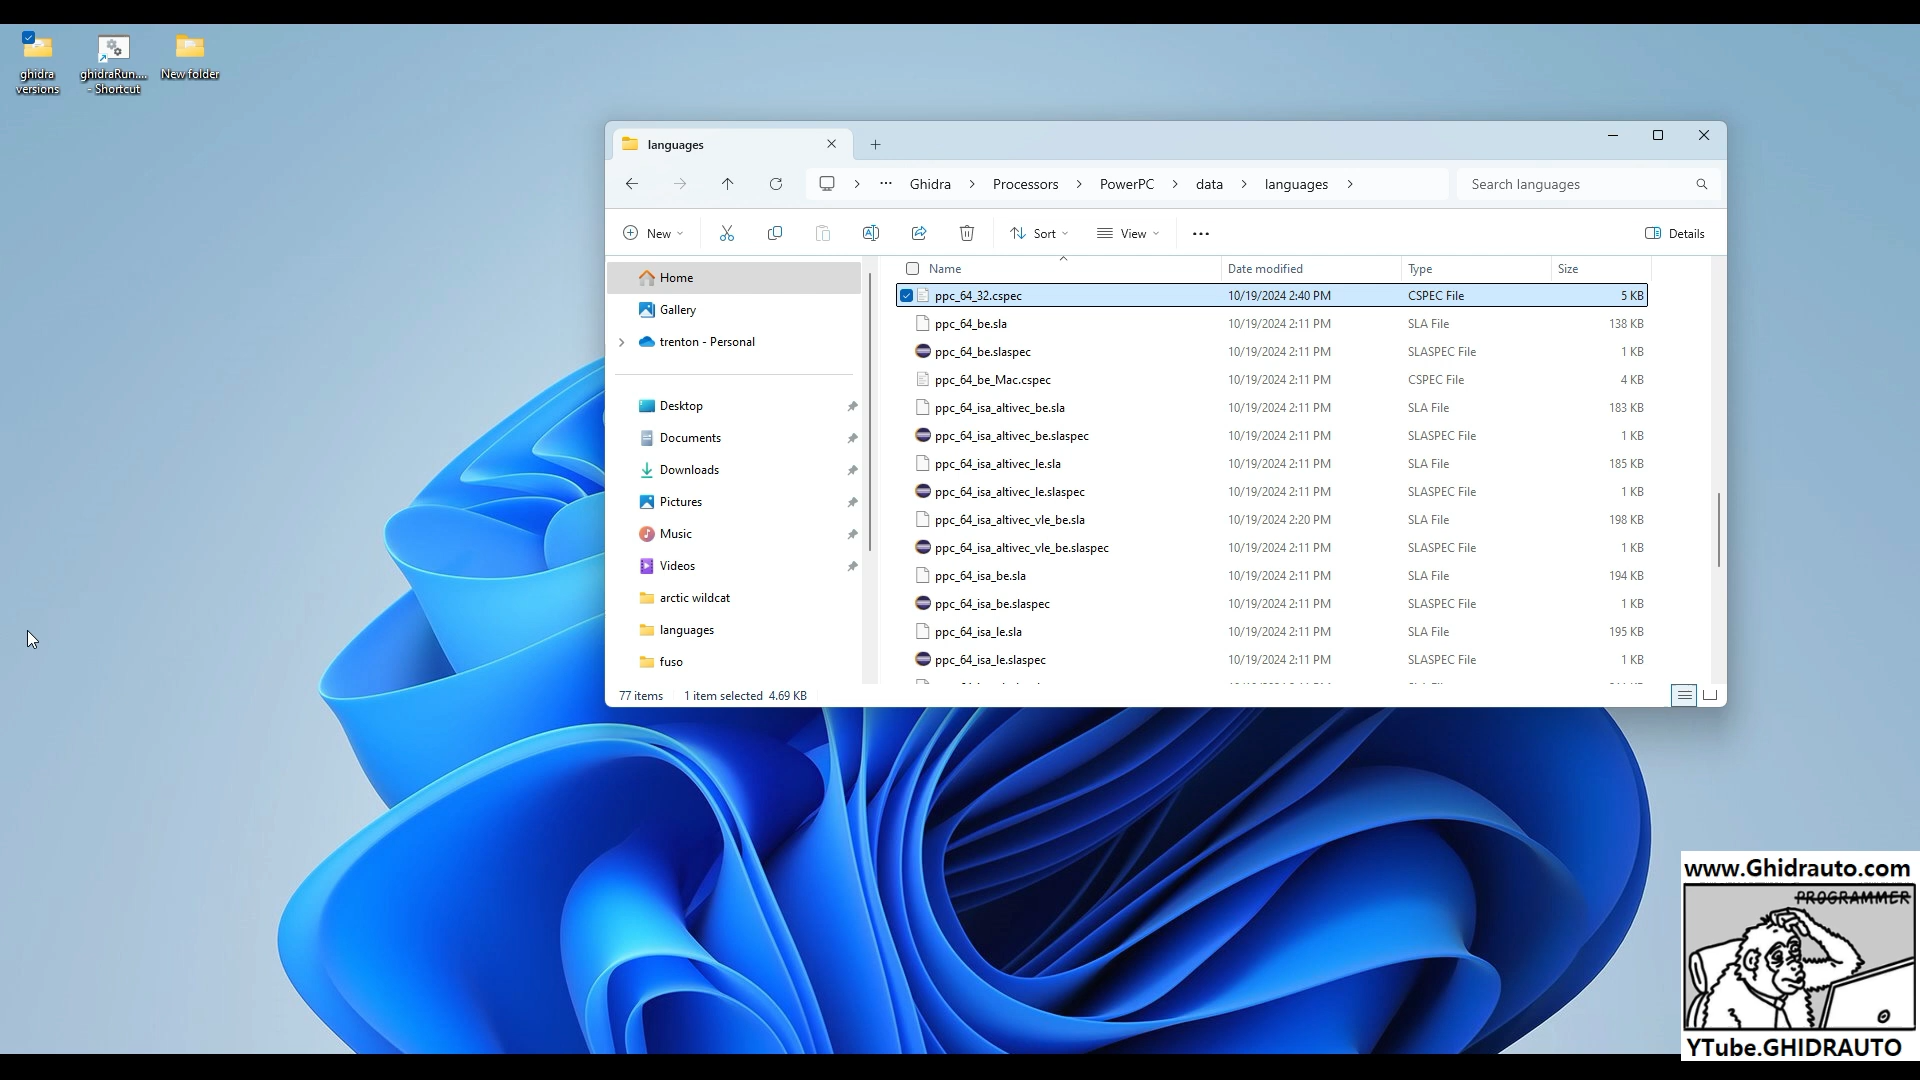 ghidra
versions
ghidraRun....
- Shortcut
New folder
languages
Ghidra
Processors
PowerPC
data
languages
Search languages
New
Sort
View
Details
Home
Gallery
trenton - Personal
Desktop
Documents
Downloads
Pictures
Music
Videos
arctic wildcat
languages
fuso
Name Date modified Type Size
ppc_64_32.cspec 10/19/2024 2:40 PM CSPEC File 5 KB
ppc_64_be.sla 10/19/2024 2:11 PM SLA File 138 KB
ppc_64_be.slaspec 10/19/2024 2:11 PM SLASPEC File 1 KB
ppc_64_be_Mac.cspec 10/19/2024 2:11 PM CSPEC File 4 KB
ppc_64_isa_altivec_be.sla 10/19/2024 2:11 PM SLA File 183 KB
ppc_64_isa_altivec_be.slaspec 10/19/2024 2:11 PM SLASPEC File 1 KB
ppc_64_isa_altivec_le.sla 10/19/2024 2:11 PM SLA File 185 KB
ppc_64_isa_altivec_le.slaspec 10/19/2024 2:11 PM SLASPEC File 1 KB
ppc_64_isa_altivec_vle_be.sla 10/19/2024 2:20 PM SLA File 198 KB
ppc_64_isa_altivec_vle_be.slaspec 10/19/2024 2:11 PM SLASPEC File 1 KB
ppc_64_isa_be.sla 10/19/2024 2:11 PM SLA File 194 KB
ppc_64_isa_be.slaspec 10/19/2024 2:11 PM SLASPEC File 1 KB
ppc_64_isa_le.sla 10/19/2024 2:11 PM SLA File 195 KB
ppc_64_isa_le.slaspec 10/19/2024 2:11 PM SLASPEC File 1 KB
77 items 1 item selected 4.69 KB
www.Ghidrauto.com
PROGRAMMER
YTube.GHIDRAUTO